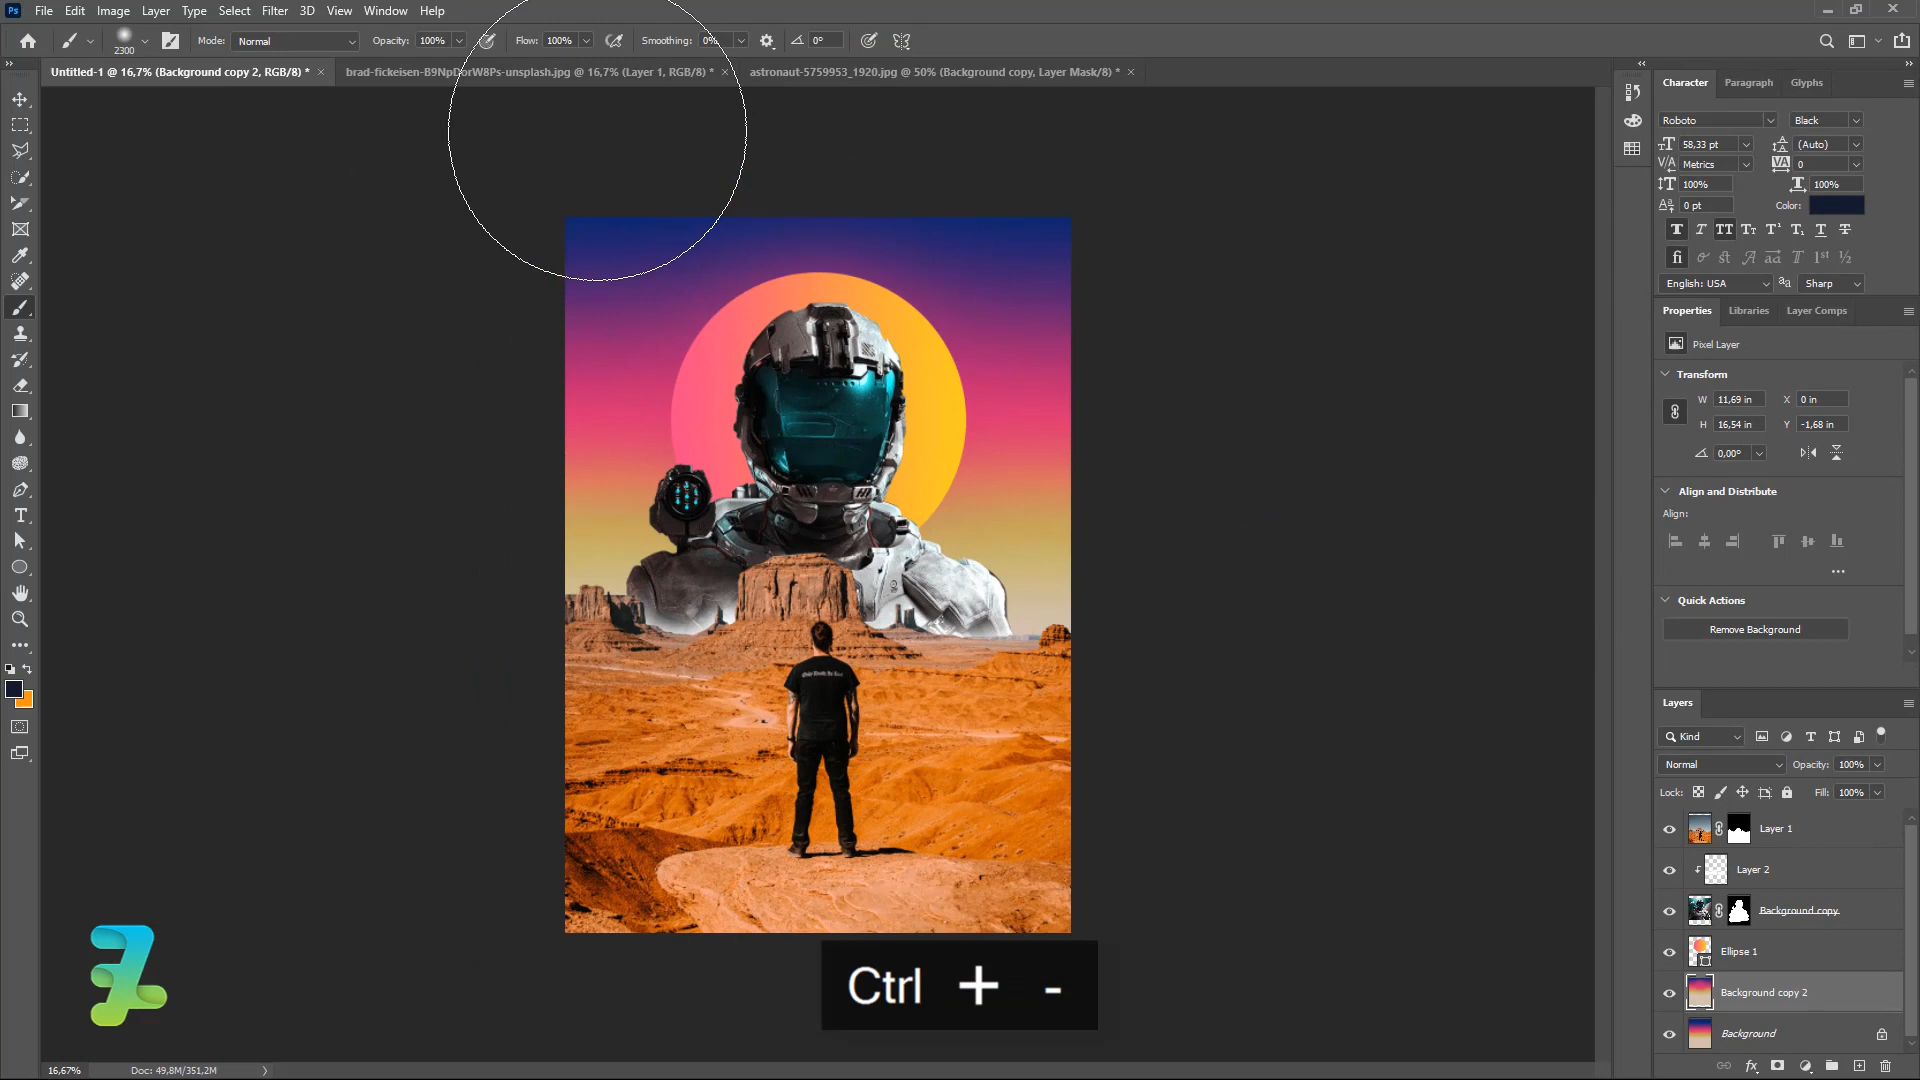 Ps File Edit Image Layer Type Select Filter 3D View Window Help
2300 Mode: Normal Opacity: 100% Flow: 100% Smoothing: 0% 0°
Untitled-1 @ 16,7% (Background copy 2, RGB/8) * × brad-fickeisen-B9NpDorW8Ps-unsplash.jpg @ 16,7% (Layer 1, RGB/8) * × astronaut-5759953_1920.jpg @ 50% (Background copy, Layer Mask/8) * ×
Character Paragraph Glyphs
Roboto Black
58,33 pt (Auto)
Metrics 0
100% 100%
0 pt Color:
English: USA aa Sharp
Properties Libraries Layer Comps
Pixel Layer
Transform
W 11,69 in X 0 in
H 16,54 in Y -1,68 in
0,00°
Align and Distribute
Align:
Quick Actions
Remove Background
Layers
Kind
Normal Opacity: 100%
Lock: Fill: 100%
Layer 1
Layer 2
Background copy
Ellipse 1
Background copy 2
Background
Ctrl + -
16,67% Doc: 49,8M/351,2M